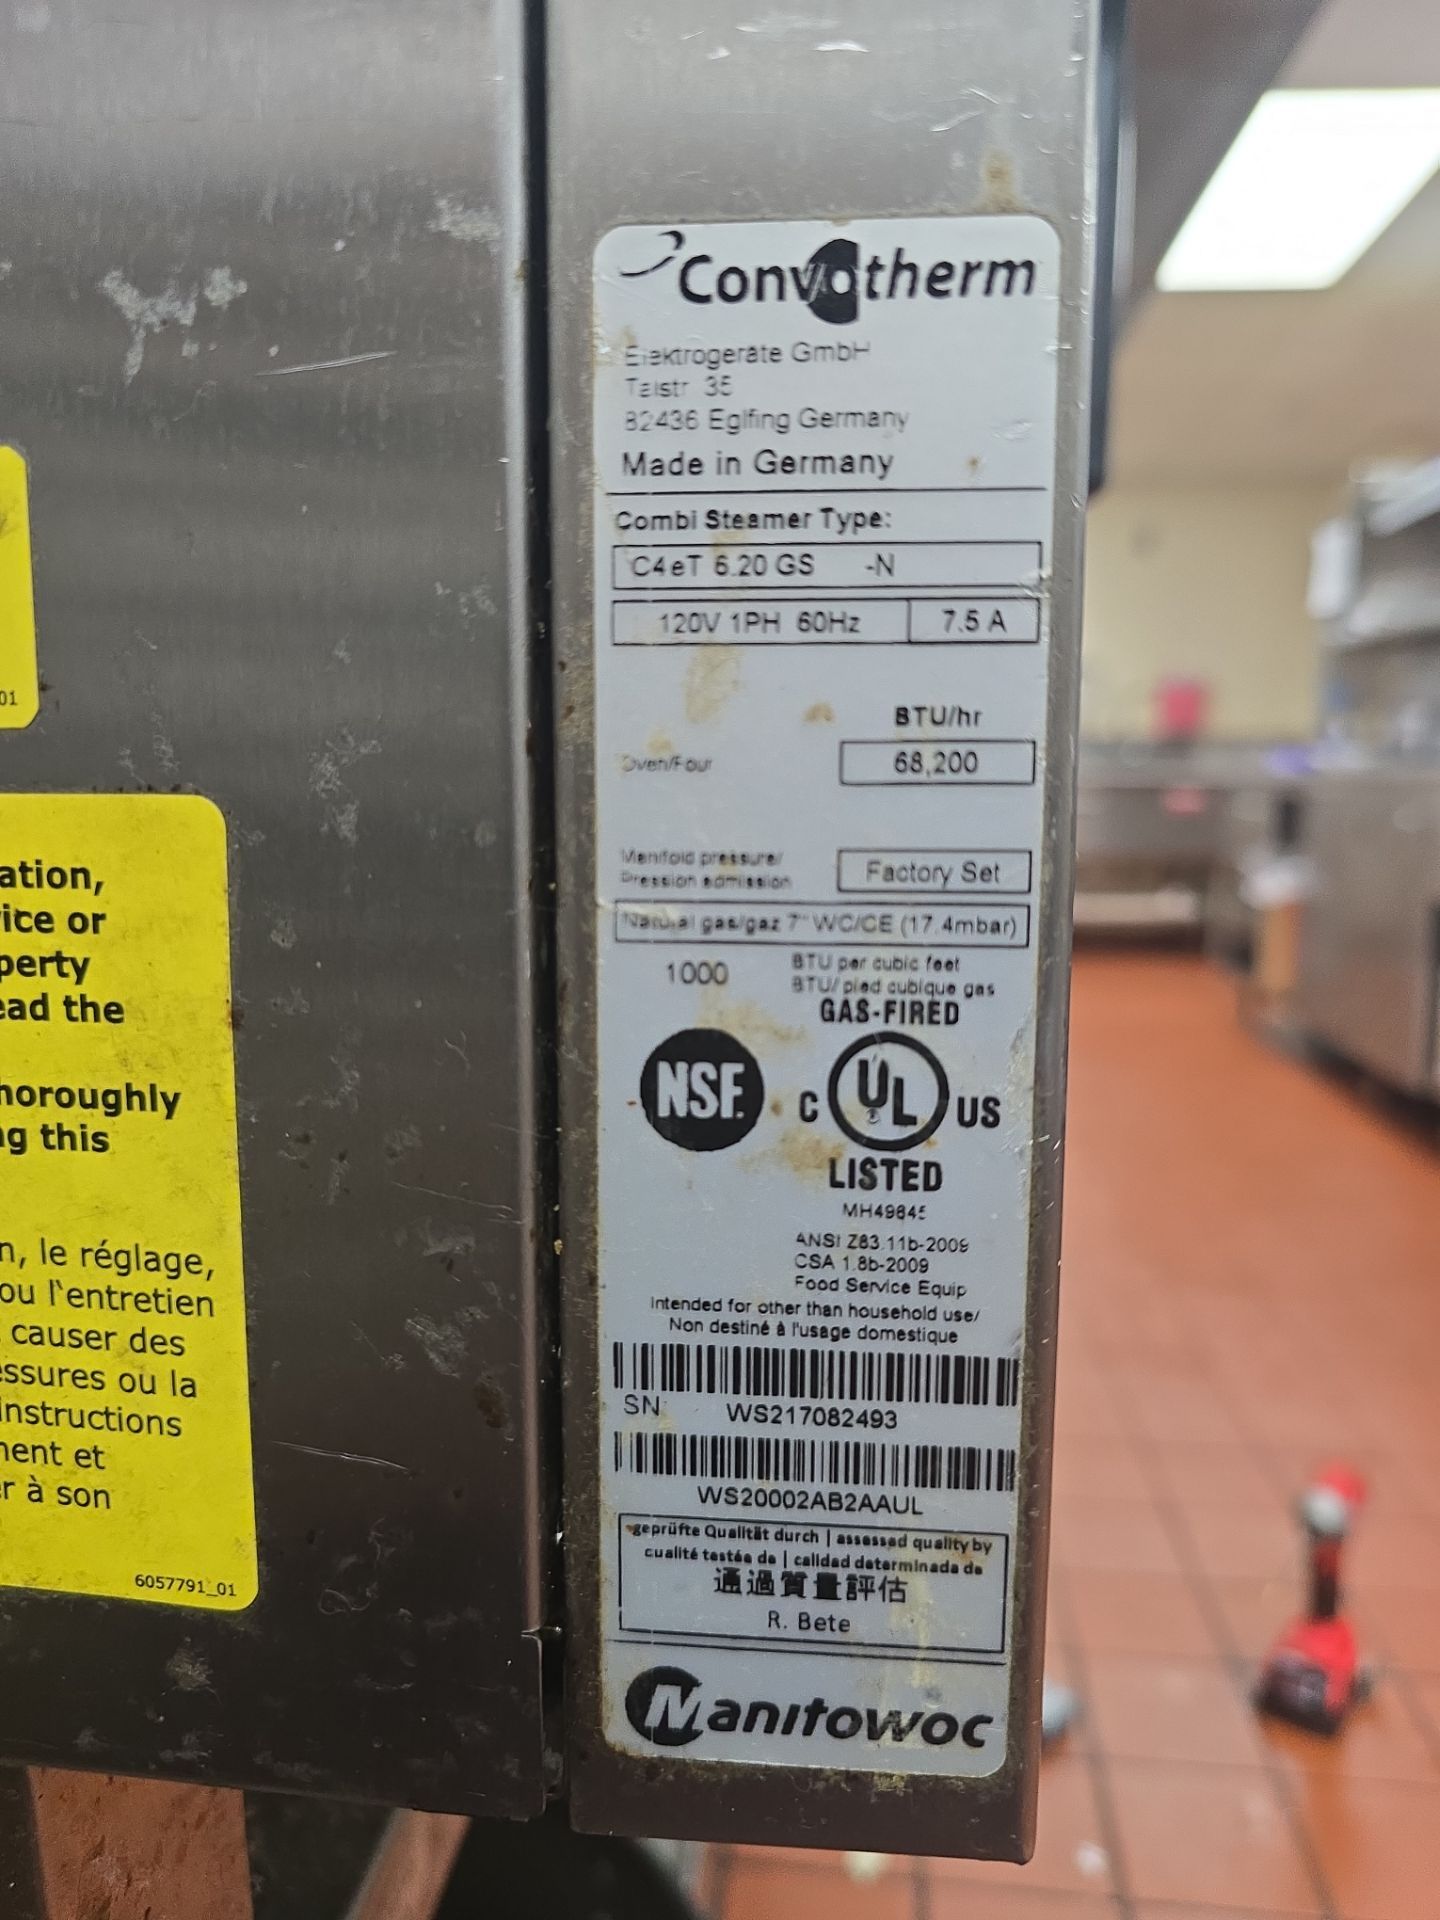 Convotherm
Elektrogeräte GmbH
Talstr 35
82436 Eglfing Germany
Made in Germany
Combi Steamer Type:
C4eT 6.20 GS -N
120V 1PH 60Hz 7.5 A
BTU/hr
Oven/Four 68,200
Manifold pressure/
Pression admission
Factory Set
Natural gas/gaz 7" WC/CE (17.4mbar)
1000
BTU per cubic feet
BTU/pied cubique gas
GAS-FIRED
NSF
C UL US
LISTED
MH49845
ANSI Z83.11b-2009
CSA 1.8b-2009
Food Service Equip
Intended for other than household use/
Non destiné à l'usage domestique
SN WS217082493
WS20002AB2AAUL
geprüfte Qualität durch | assessed quality by
cualité testée de | calidad determinada de
通過質量評估
R. Bete
Manitowoc
01
ation,
ice or
perty
ead the
horoughly
g this
n, le réglage,
ou l'entretien
causer des
essures ou la
instructions
ment et
r à son
6057791_01